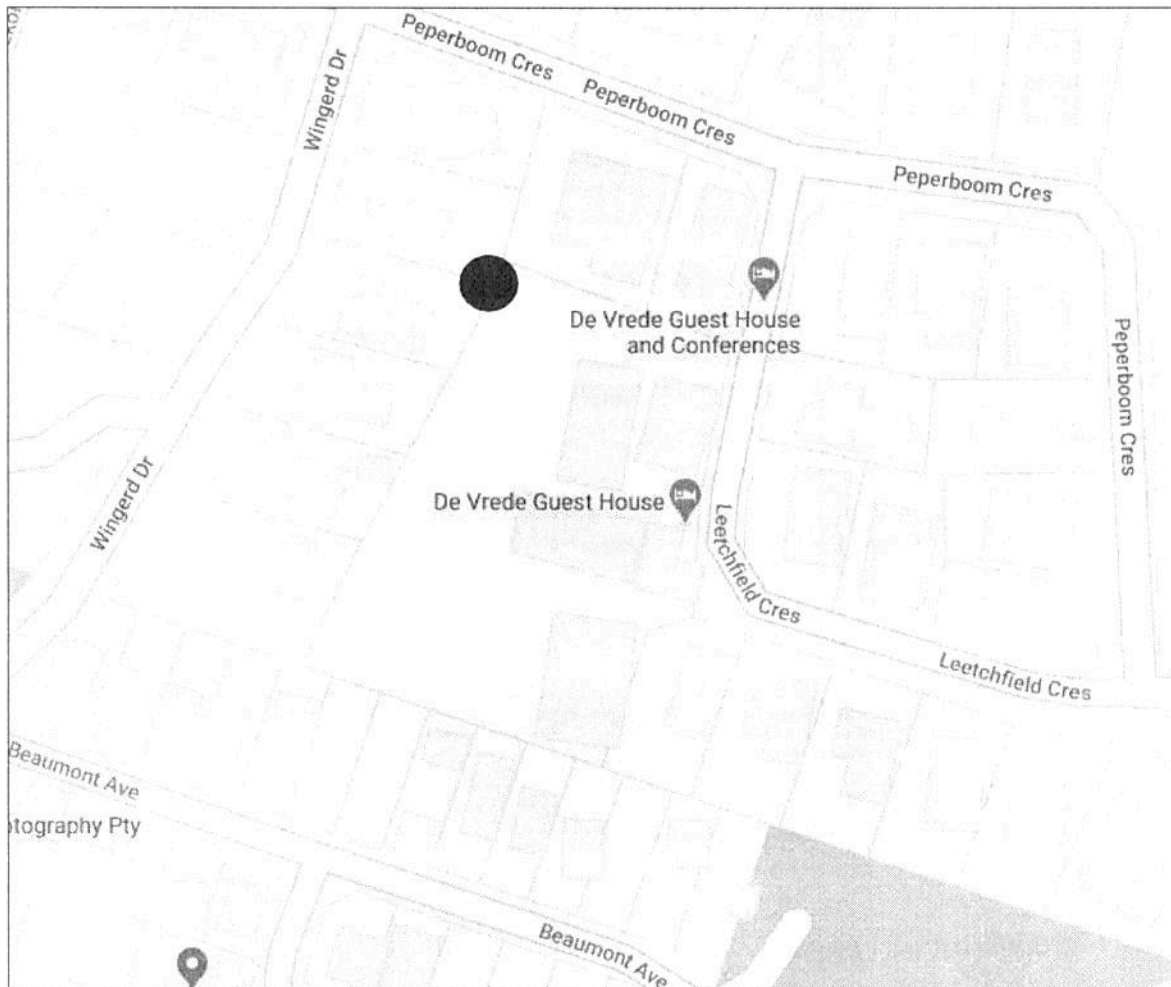 Peperboom Cres
Peperboom Cres
Wingerd Dr
Peperboom Cres
De Vrede Guest House
and Conferences
Peperboom Cres
Wingerd Dr
De Vrede Guest House
Leetchfield Cres
Leetchfield Cres
Beaumont Ave
otography Pty
Beaumont Ave